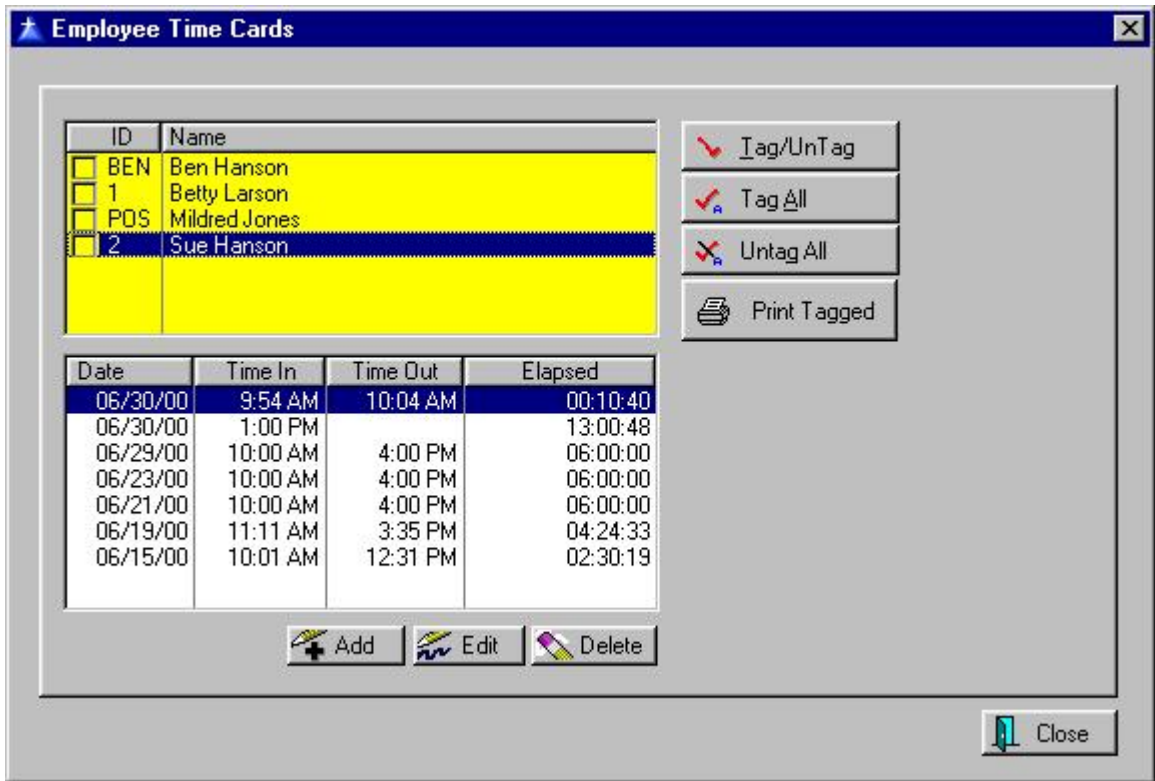 Employee Time Cards
ID Name
BEN Ben Hanson
1 Betty Larson
POS Mildred Jones
2 Sue Hanson
Tag/UnTag
Tag All
Untag All
Print Tagged
Date Time In Time Out Elapsed
06/30/00 9:54 AM 10:04 AM 00:10:40
06/30/00 1:00 PM 13:00:48
06/29/00 10:00 AM 4:00 PM 06:00:00
06/23/00 10:00 AM 4:00 PM 06:00:00
06/21/00 10:00 AM 4:00 PM 06:00:00
06/19/00 11:11 AM 3:35 PM 04:24:33
06/15/00 10:01 AM 12:31 PM 02:30:19
Add Edit Delete
Close